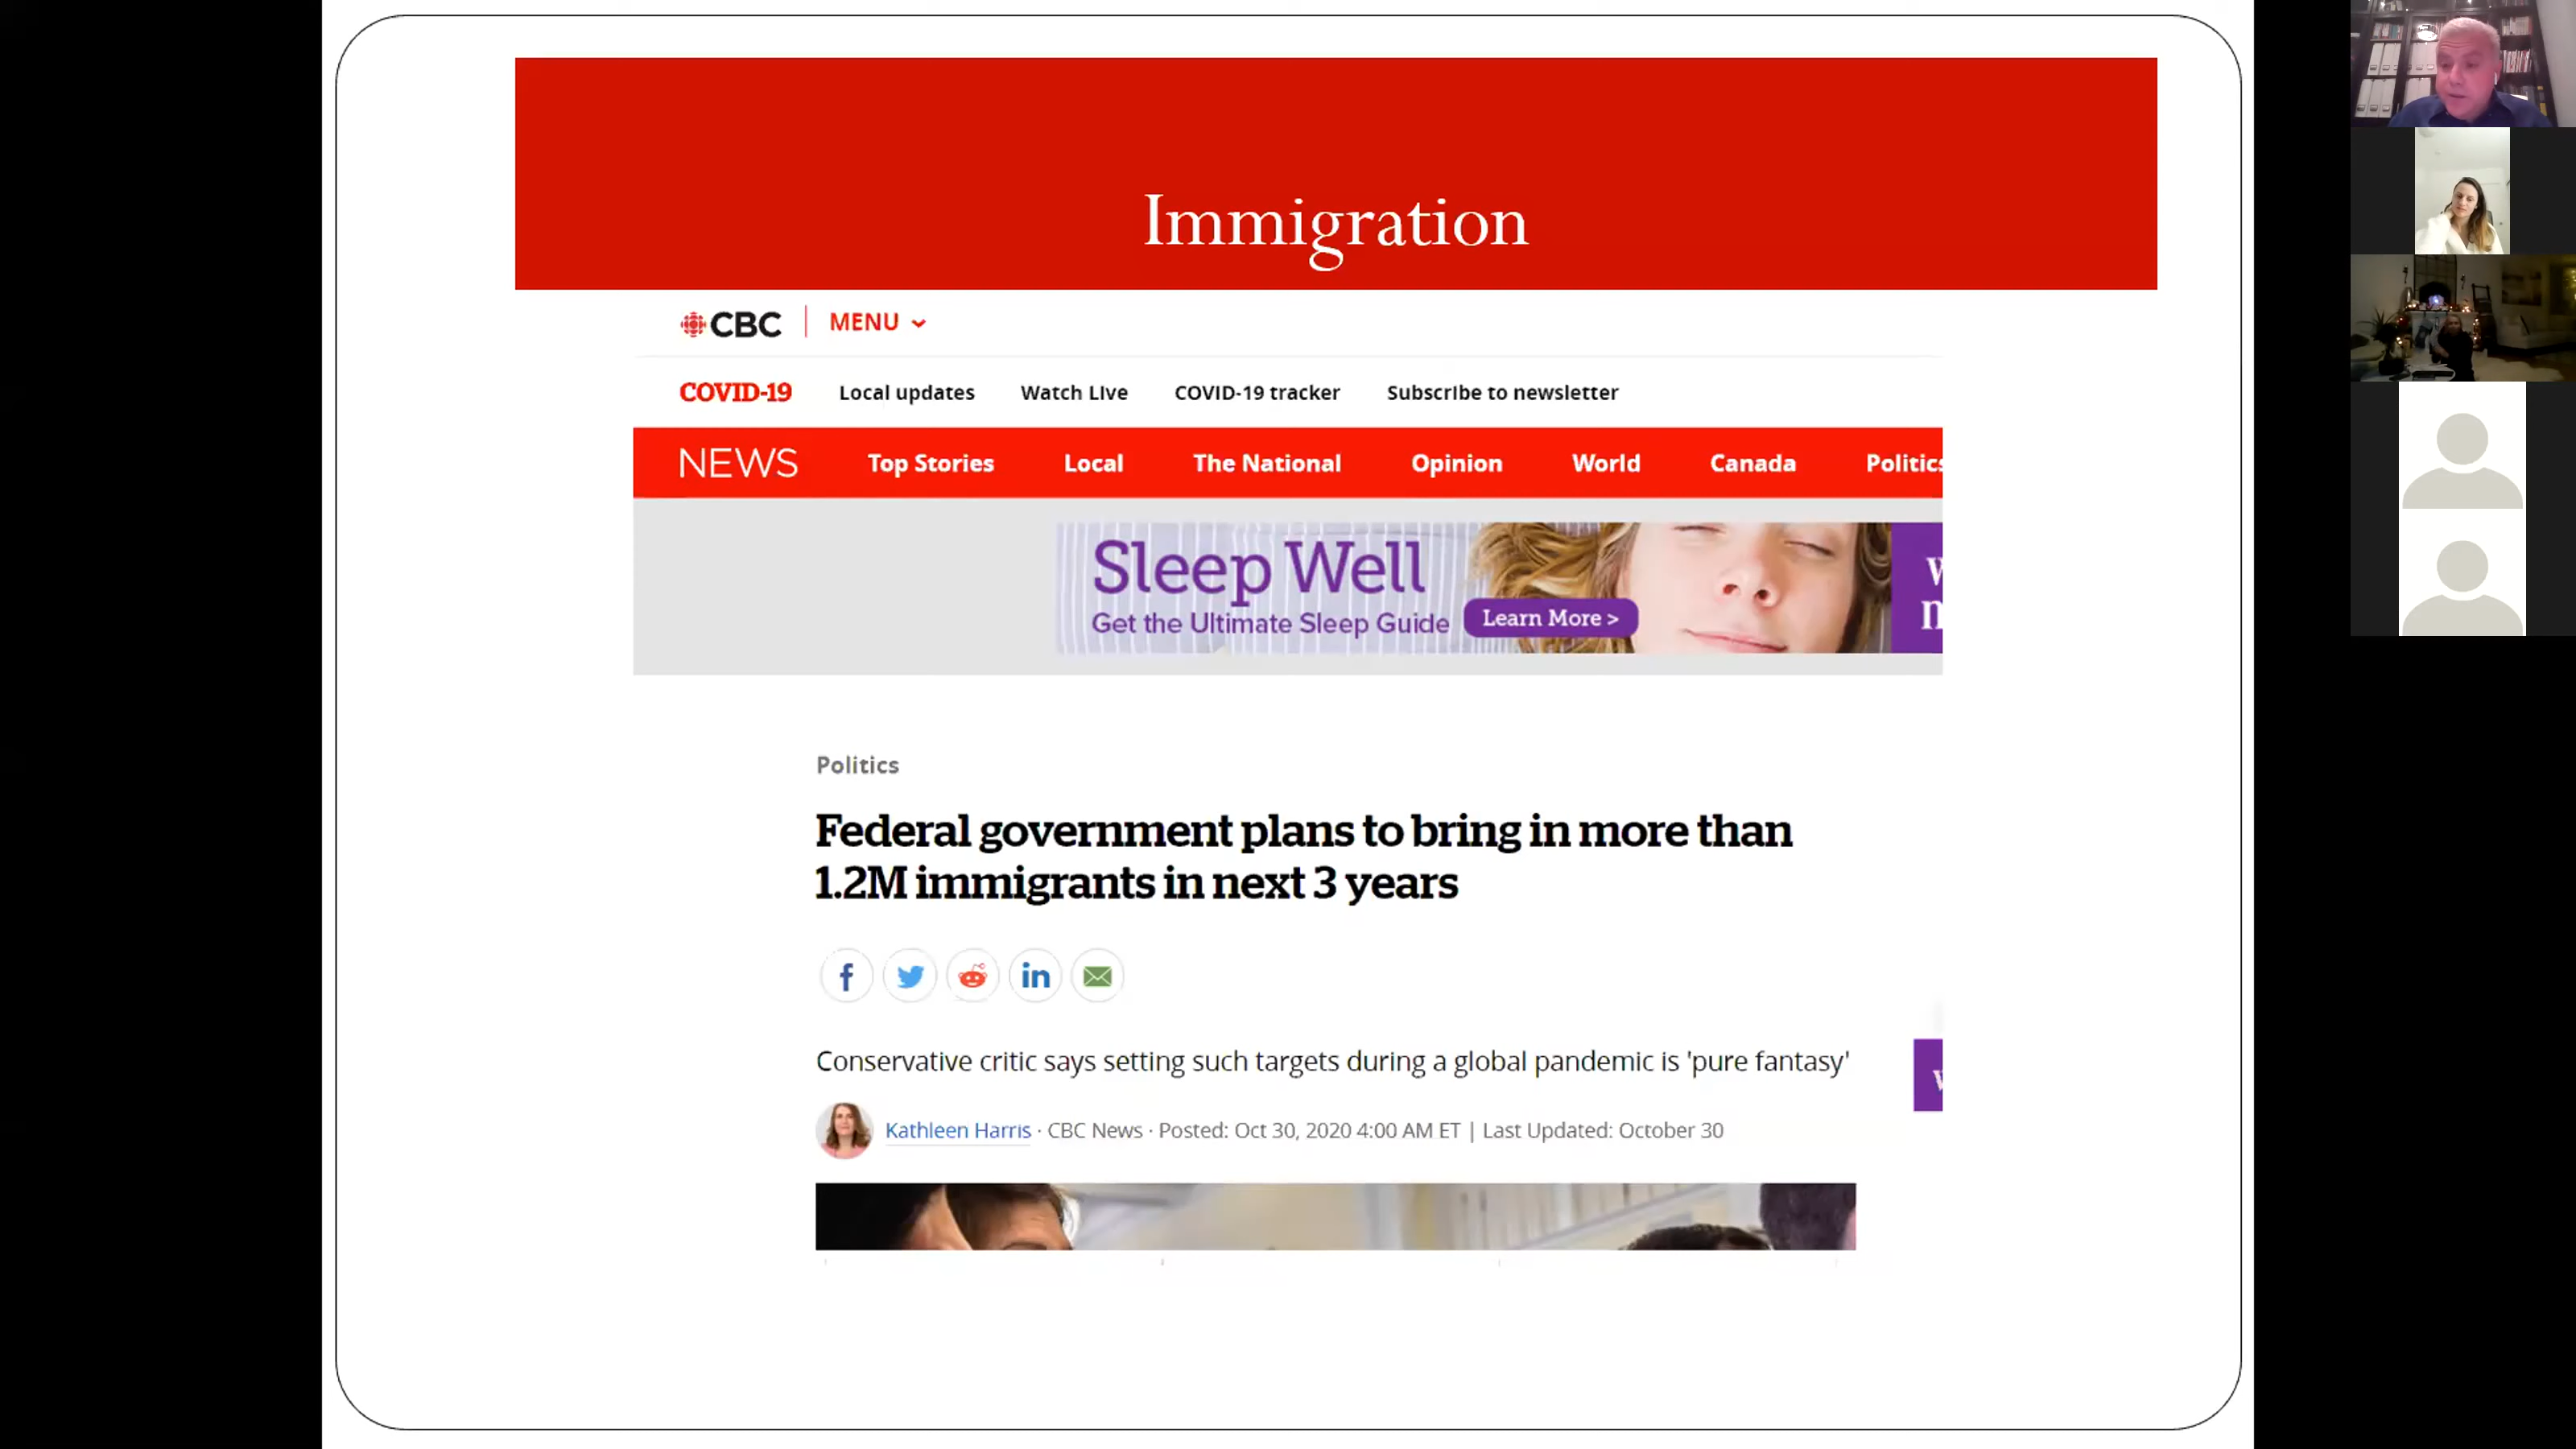 Immigration
CBC
MENU
COVID-19 Local updates Watch Live COVID-19 tracker Subscribe to newsletter
NEWS Top Stories Local The National Opinion World Canada Politics
Sleep Well
Get the Ultimate Sleep Guide
Learn More >
Politics
Federal government plans to bring in more than
1.2M immigrants in next 3 years
f
in
Conservative critic says setting such targets during a global pandemic is 'pure fantasy'
Kathleen Harris · CBC News · Posted: Oct 30, 2020 4:00 AM ET | Last Updated: October 30